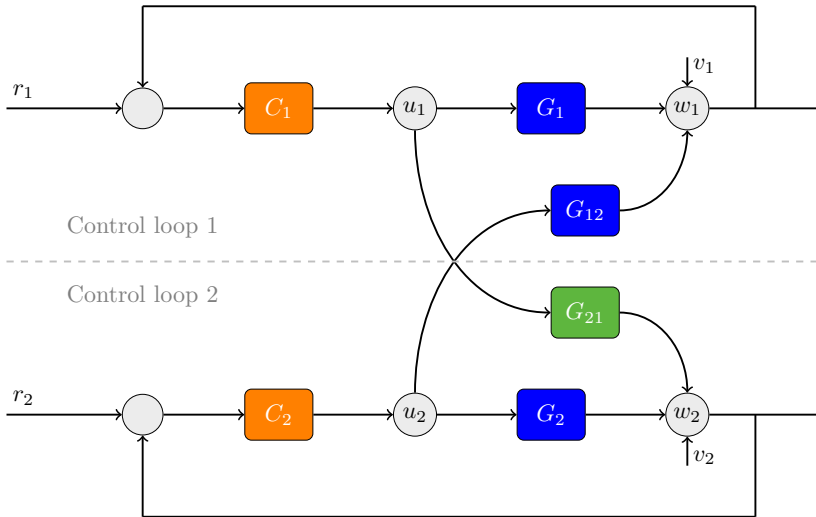 v₁
r₁
C₁
u₁
G₁
w₁
G₁₂
Control loop 1
Control loop 2
G₂₁
r₂
C₂
u₂
G₂
w₂
v₂